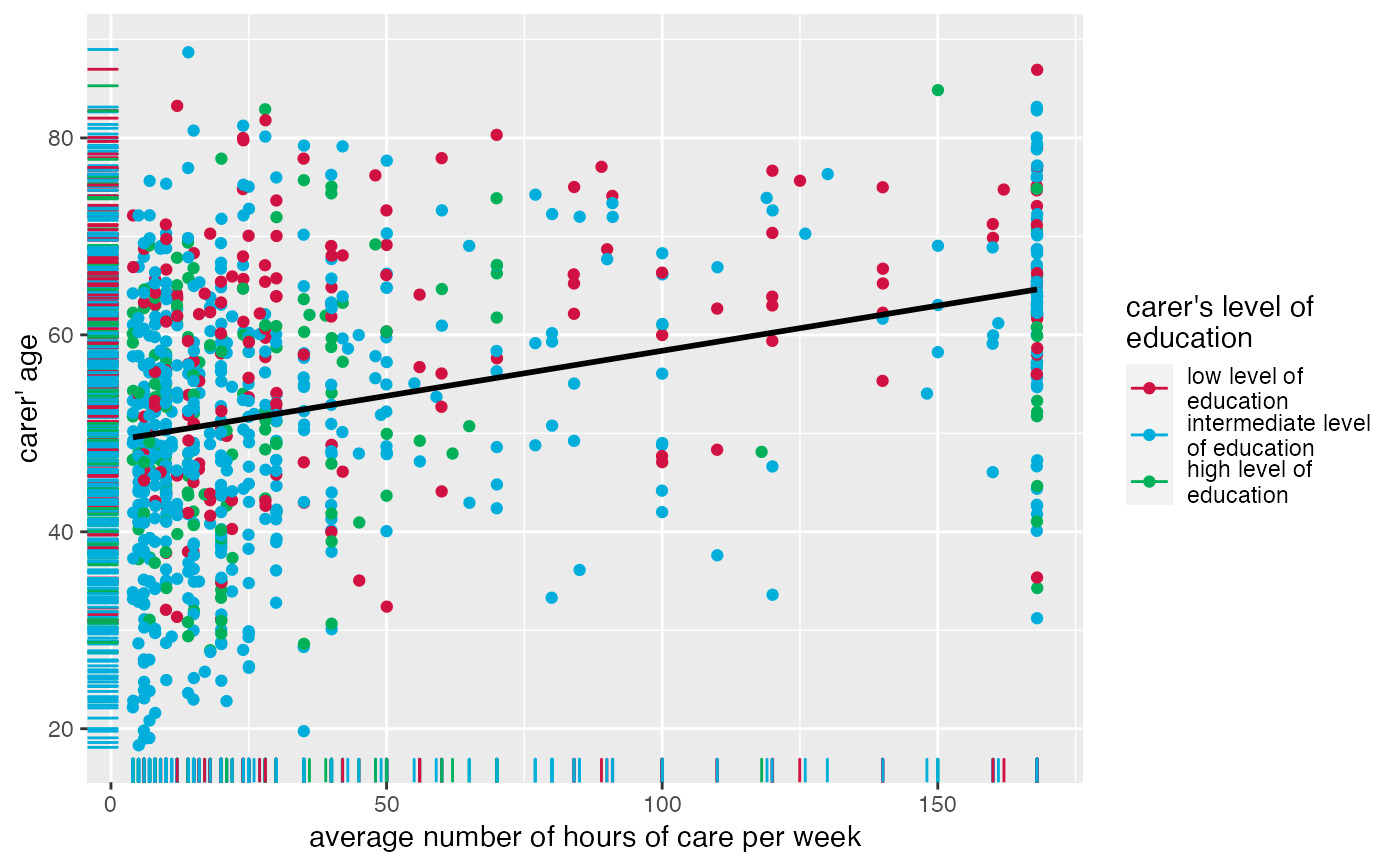 80
60
40
20
0
50
100
150
carer' age
average number of hours of care per week
carer's level of
education
low level of
education
intermediate level
of education
high level of
education